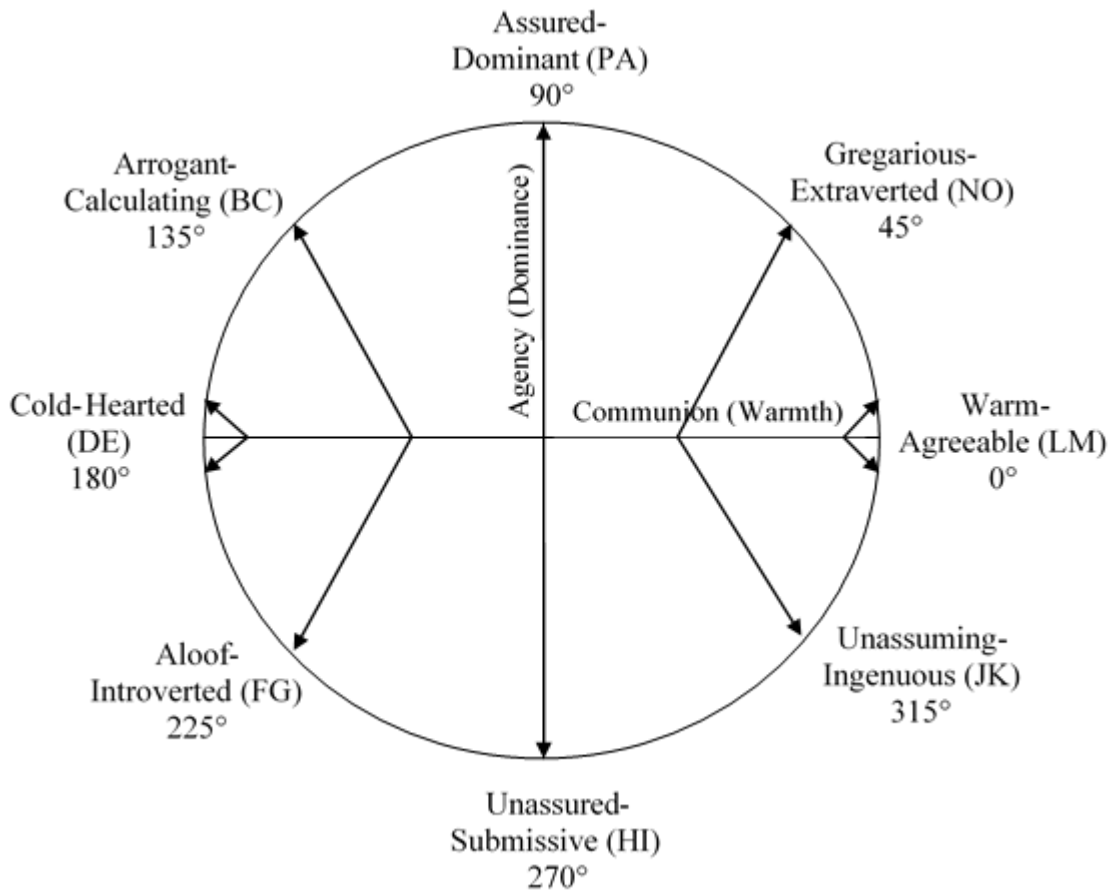 Assured-
Dominant (PA)
90°
Arrogant-
Calculating (BC)
135°
Gregarious-
Extraverted (NO)
45°
Agency (Dominance)
Communion (Warmth)
Cold-Hearted
(DE)
180°
Warm-
Agreeable (LM)
0°
Aloof-
Introverted (FG)
225°
Unassuming-
Ingenuous (JK)
315°
Unassured-
Submissive (HI)
270°